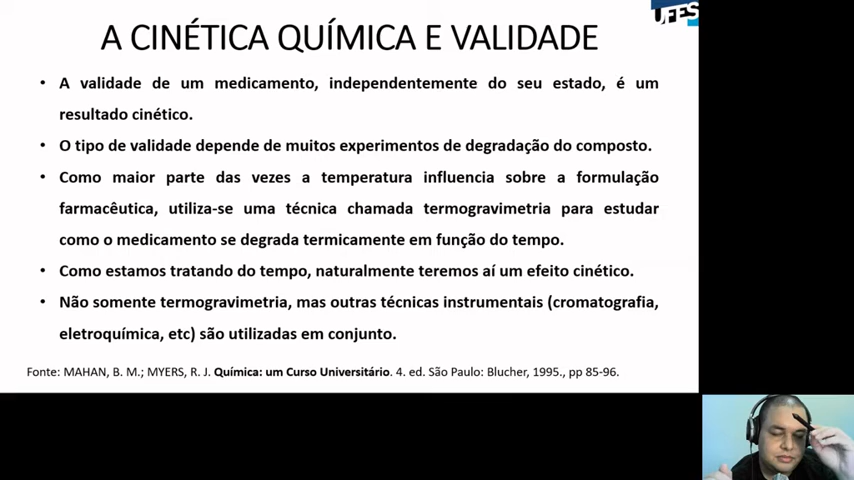 UFES
A CINÉTICA QUÍMICA E VALIDADE
• A validade de um medicamento, independentemente do seu estado, é um
resultado cinético.
• O tipo de validade depende de muitos experimentos de degradação do composto.
• Como maior parte das vezes a temperatura influencia sobre a formulação
farmacêutica, utiliza-se uma técnica chamada termogravimetria para estudar
como o medicamento se degrada termicamente em função do tempo.
• Como estamos tratando do tempo, naturalmente teremos aí um efeito cinético.
• Não somente termogravimetria, mas outras técnicas instrumentais (cromatografia,
eletroquímica, etc) são utilizadas em conjunto.
Fonte: MAHAN, B. M.; MYERS, R. J. Química: um Curso Universitário. 4. ed. São Paulo: Blucher, 1995., pp 85-96.